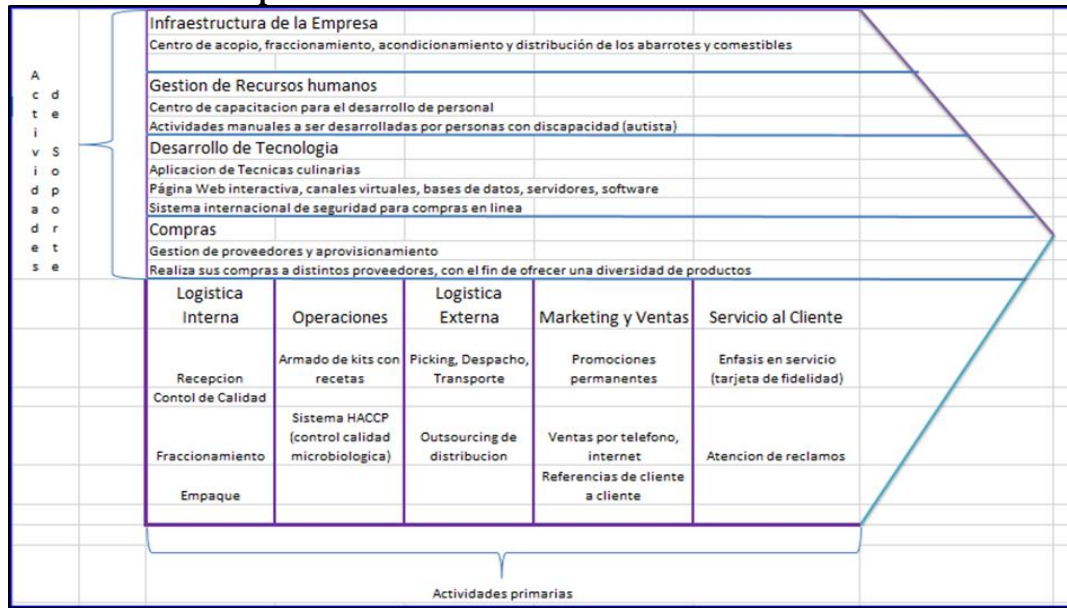 Infraestructura de la Empresa
Centro de acopio, fraccionamiento, acondicionamiento y distribución de los abarrotes y comestibles
Actividades
de Soporte
Gestion de Recursos humanos
Centro de capacitacion para el desarrollo de personal
Actividades manuales a ser desarrolladas por personas con discapacidad (autista)
Desarrollo de Tecnologia
Aplicacion de Tecnicas culinarias
Página Web interactiva, canales virtuales, bases de datos, servidores, software
Sistema internacional de seguridad para compras en linea
Compras
Gestion de proveedores y aprovisionamiento
Realiza sus compras a distintos proveedores, con el fin de ofrecer una diversidad de productos
Logistica
Interna
Recepcion
Contol de Calidad
Fraccionamiento
Empaque
Operaciones
Armado de kits con
recetas
Sistema HACCP
(control calidad
microbiologica)
Logistica
Externa
Picking, Despacho,
Transporte
Outsourcing de
distribucion
Marketing y Ventas
Promociones
permanentes
Ventas por telefono,
internet
Referencias de cliente
a cliente
Servicio al Cliente
Enfasis en servicio
(tarjeta de fidelidad)
Atencion de reclamos
Actividades primarias